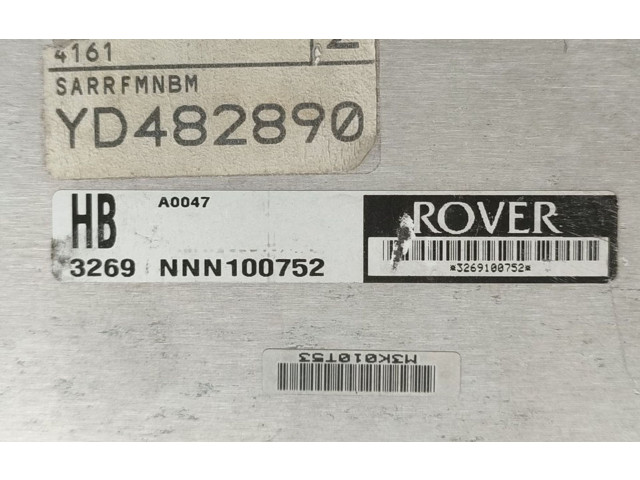 4161
SARRFMNBM
YD482890
HB A0047
3269 NNN100752
ROVER
*3269100752*
M3K010T53